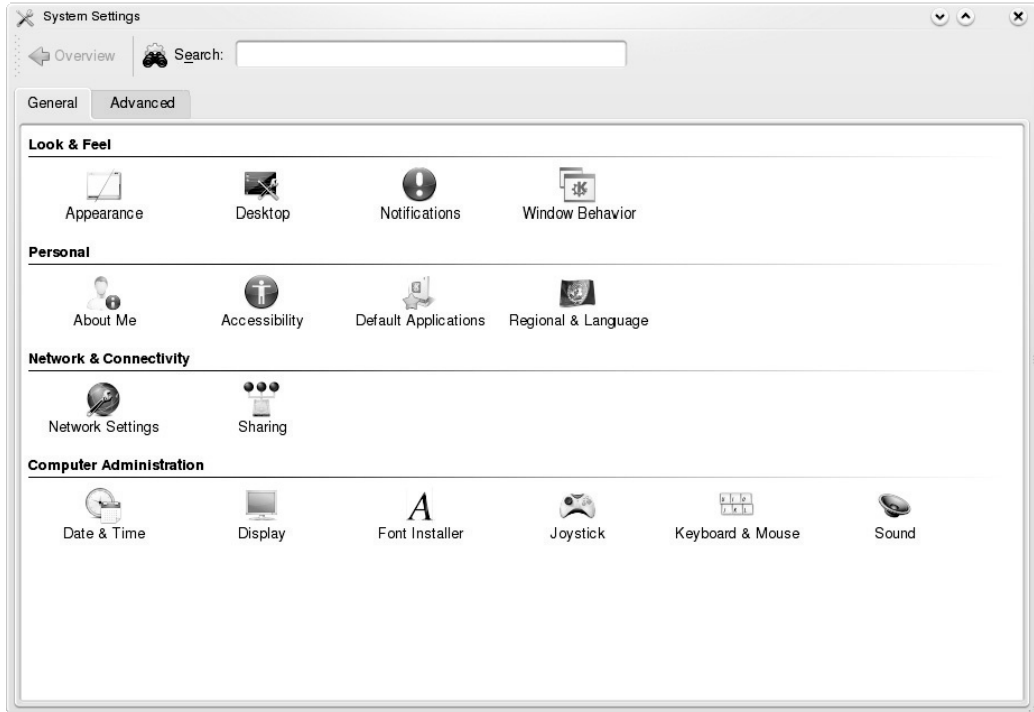 System Settings
Overview Search:
General Advanced
Look & Feel
Appearance Desktop Notifications Window Behavior
Personal
About Me Accessibility Default Applications Regional & Language
Network & Connectivity
Network Settings Sharing
Computer Administration
Date & Time Display Font Installer Joystick Keyboard & Mouse Sound